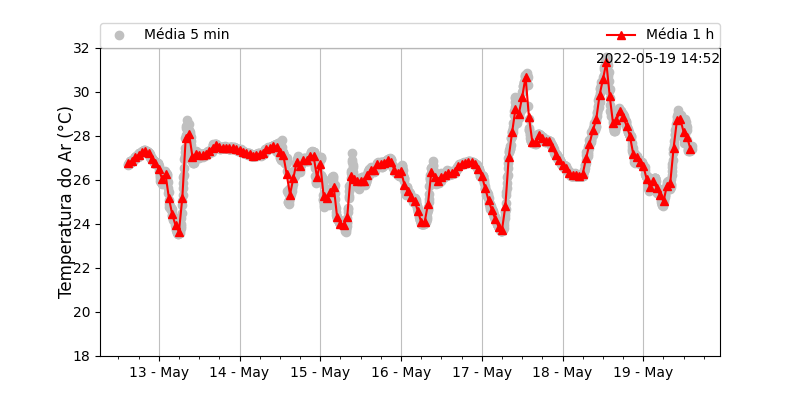 Média 5 min
Média 1 h
2022-05-19 14:52
Temperatura do Ar (°C)
32
30
28
26
24
22
20
18
13 - May
14 - May
15 - May
16 - May
17 - May
18 - May
19 - May